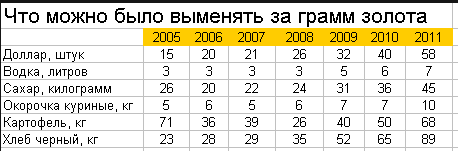 Что можно было выменять за грамм золота
2005 2006 2007 2008 2009 2010 2011
Доллар, штук 15 20 21 26 32 40 58
Водка, литров 3 3 3 3 5 6 7
Сахар, килограмм 26 20 22 24 31 36 45
Окорочка куриные, кг 5 6 5 6 7 7 10
Картофель, кг 71 36 39 26 40 50 68
Хлеб черный, кг 23 28 29 35 52 65 89